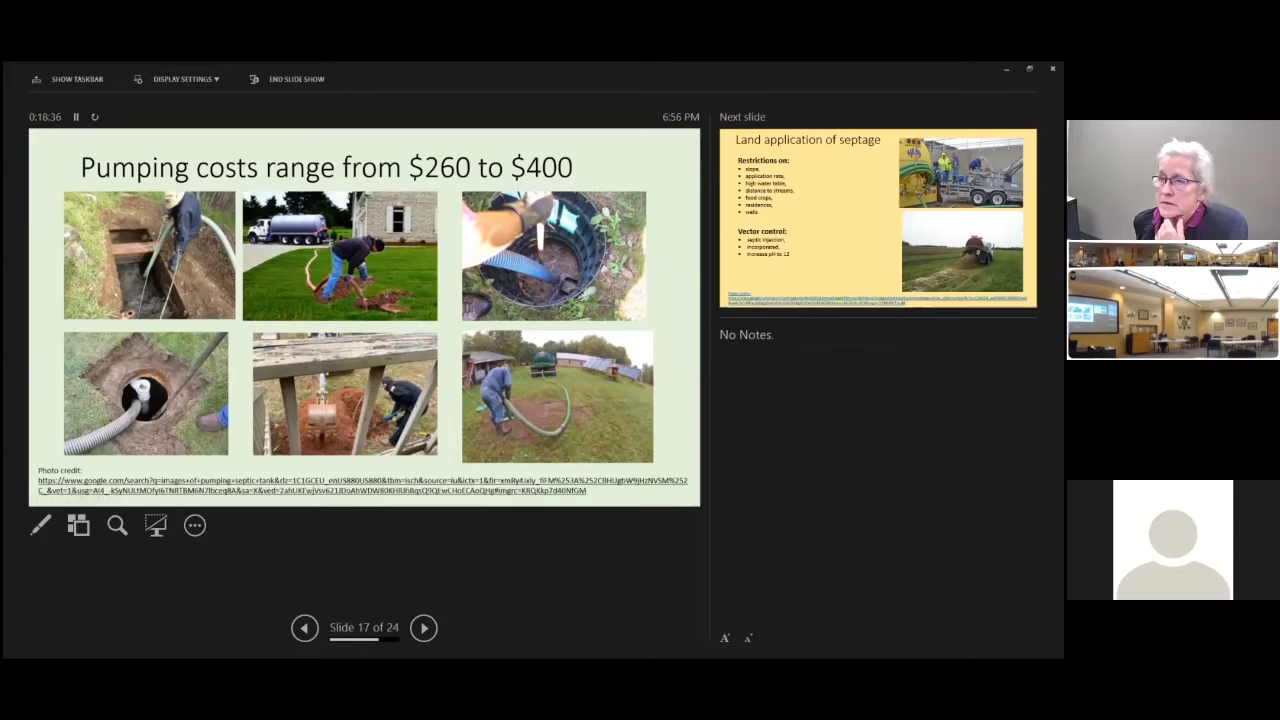 SHOW TASKBAR
DISPLAY SETTINGS ▾
END SLIDE SHOW
0:18:36
6:56 PM
Pumping costs range from $260 to $400
Photo credit:
Next slide
Land application of septage
Restrictions on:
• slope,
• application rate,
• high water table,
• distance to streams,
• food crops,
• residences,
• wells
Vector control:
• septic injection,
• incorporated,
• increase pH to 12
No Notes.
Slide 17 of 24